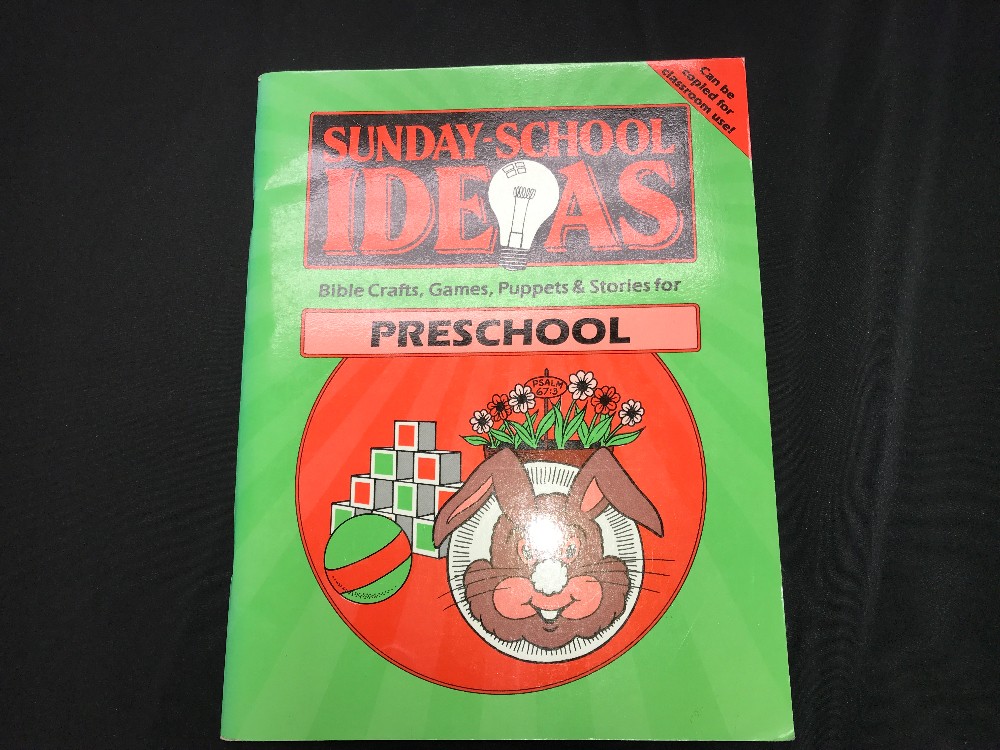 Can be
copied for
classroom use!
SUNDAY-SCHOOL
IDEAS
Bible Crafts, Games, Puppets & Stories for
PRESCHOOL
PSALM
67:3